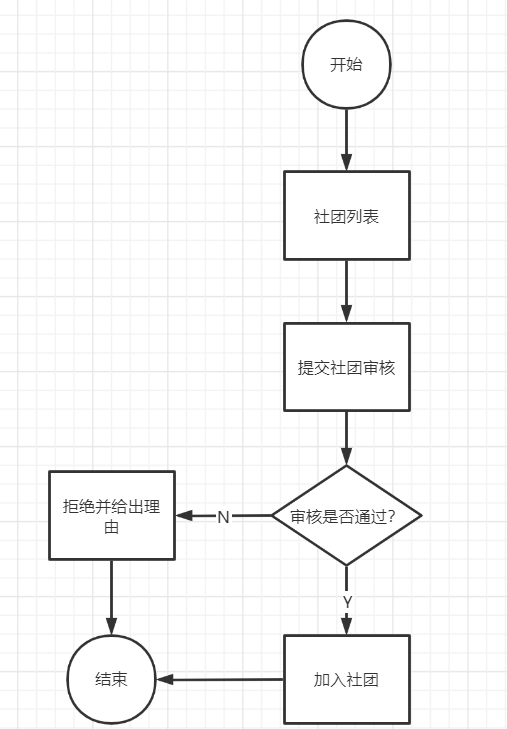 开始
社团列表
提交社团审核
审核是否通过？
N
拒绝并给出理
由
Y
加入社团
结束